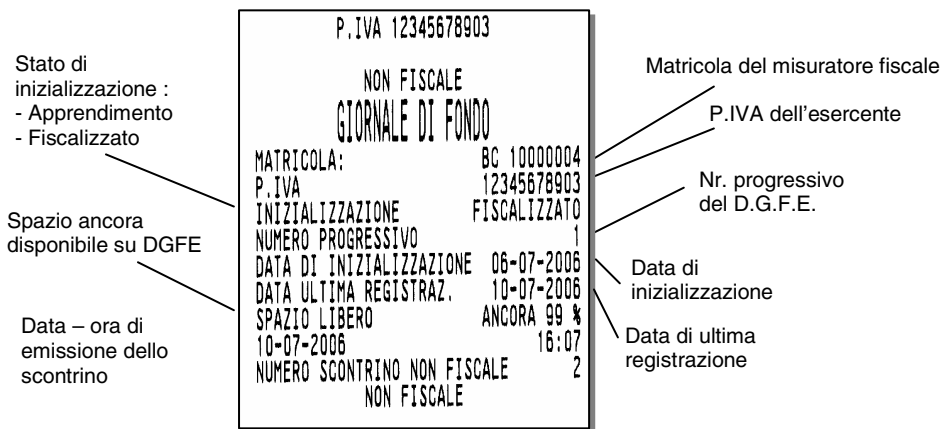 Stato di
inizializzazione :
- Apprendimento
- Fiscalizzato
Spazio ancora
disponibile su DGFE
Data – ora di
emissione dello
scontrino
P.IVA 12345678903
NON FISCALE
GIORNALE DI FONDO
MATRICOLA: BC 10000004
P.IVA 12345678903
INIZIALIZZAZIONE FISCALIZZATO
NUMERO PROGRESSIVO 1
DATA DI INIZIALIZZAZIONE 06-07-2006
DATA ULTIMA REGISTRAZ. 10-07-2006
SPAZIO LIBERO ANCORA 99 %
10-07-2006 16:07
NUMERO SCONTRINO NON FISCALE 2
NON FISCALE
Matricola del misuratore fiscale
P.IVA dell'esercente
Nr. progressivo
del D.G.F.E.
Data di
inizializzazione
Data di ultima
registrazione